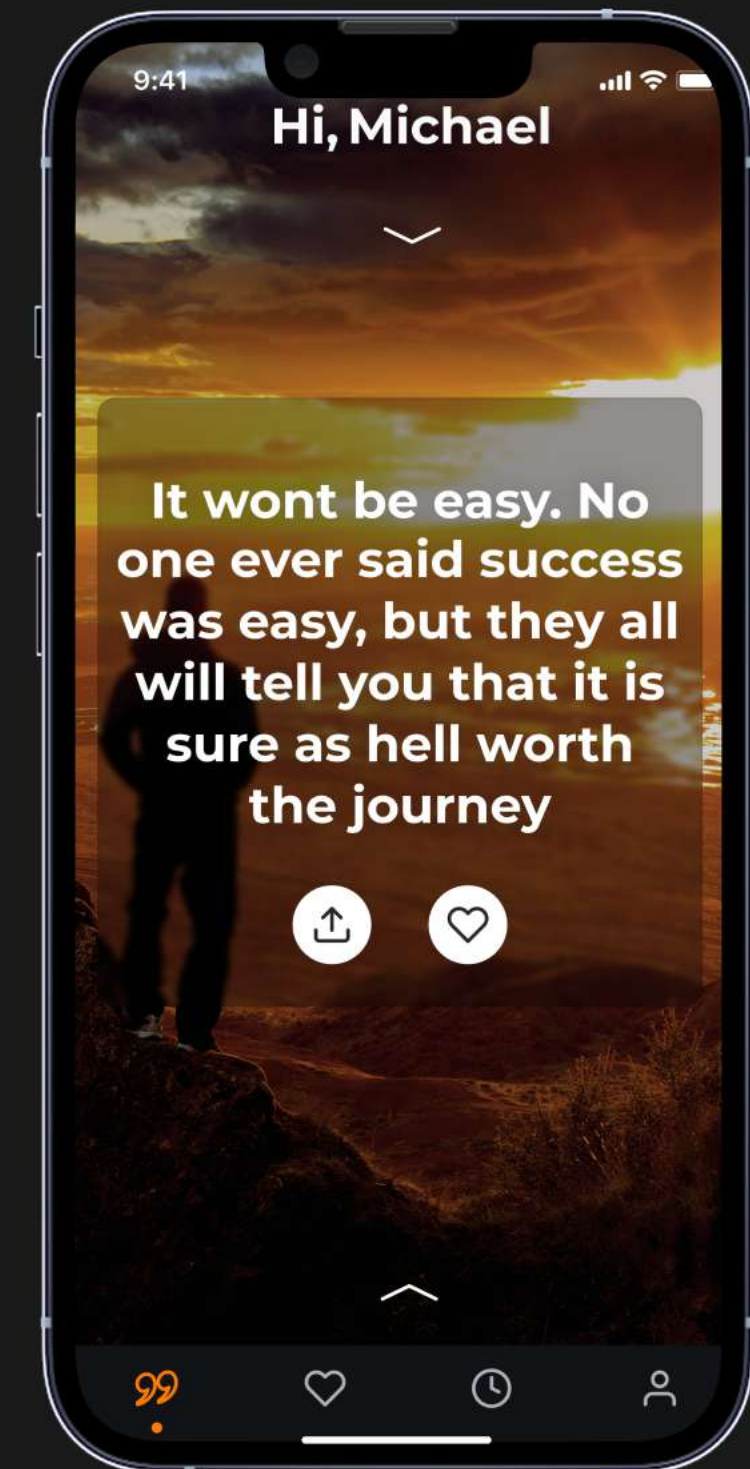 9:41
Hi, Michael
It wont be easy. No
one ever said success
was easy, but they all
will tell you that it is
sure as hell worth
the journey